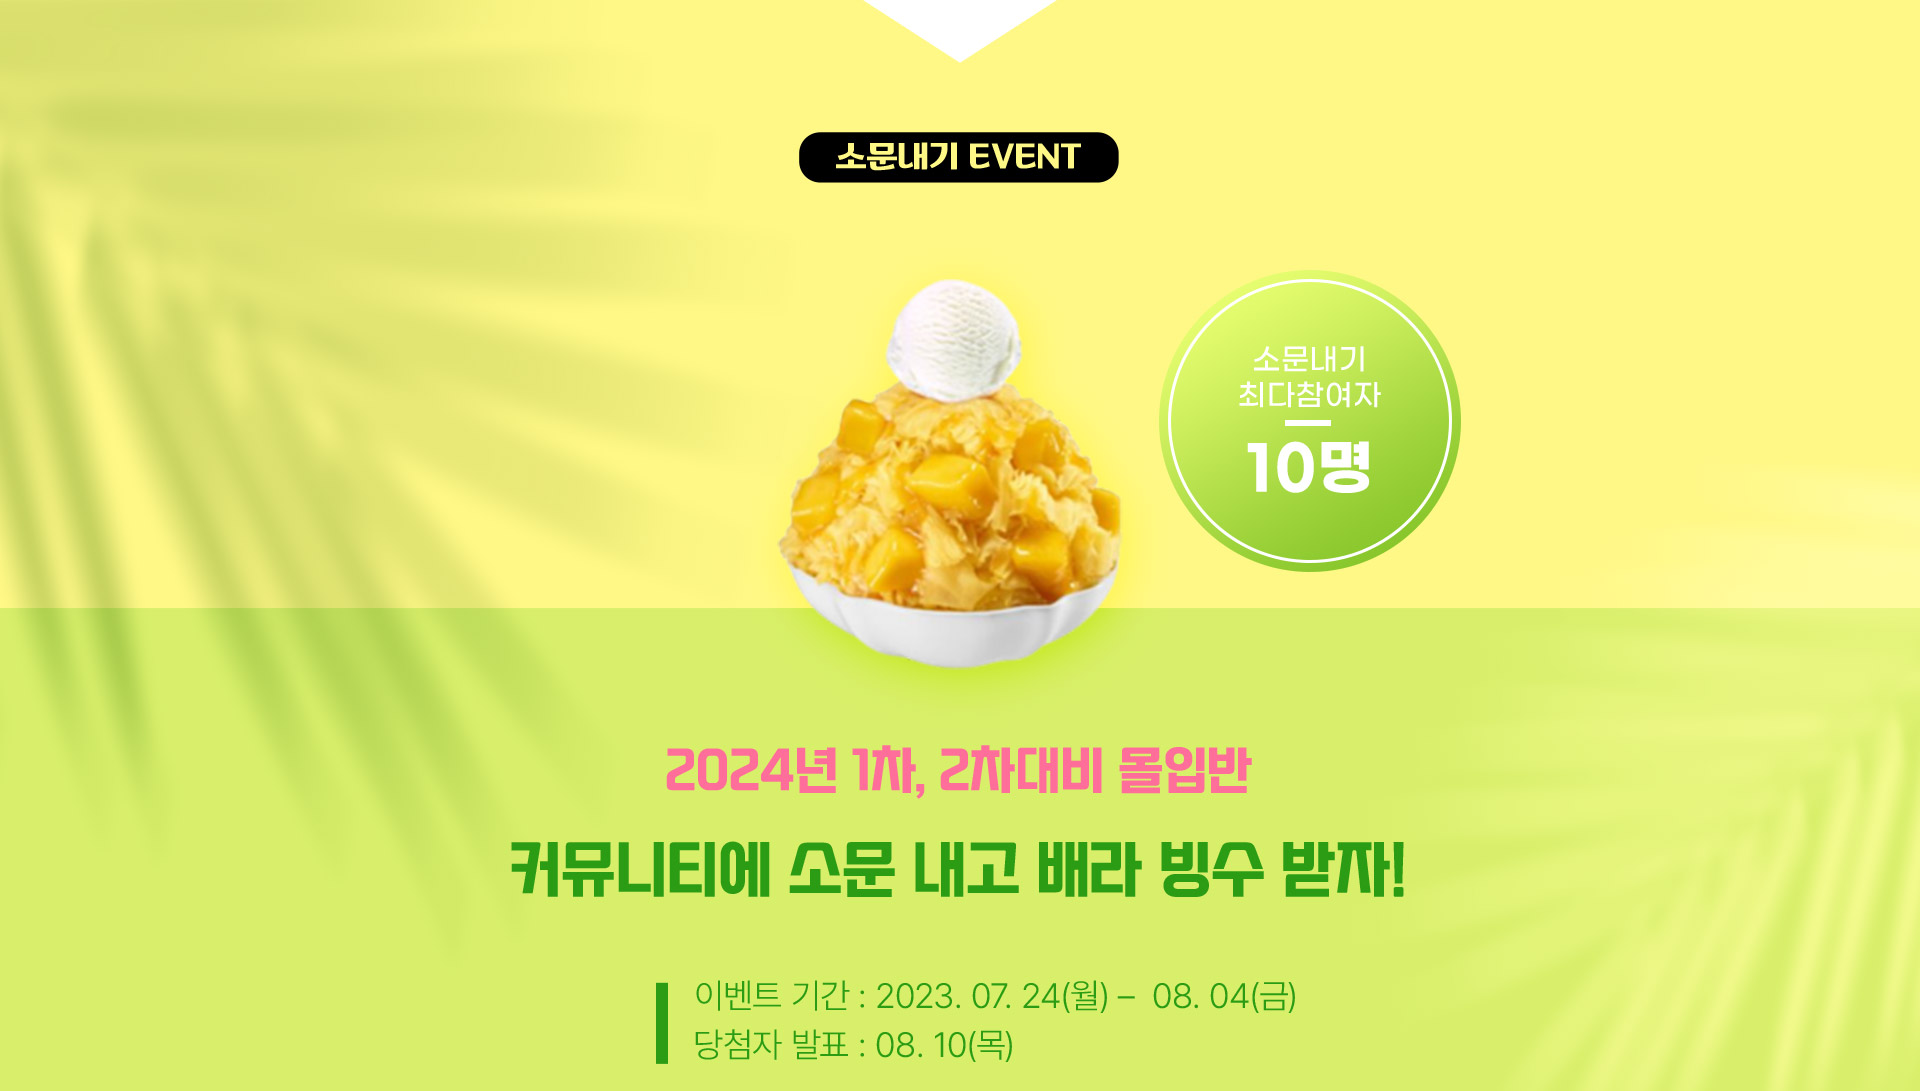 소문내기 EVENT
소문내기
최다참여자
10명
2024년 1차, 2차대비 몰입반
커뮤니티에 소문 내고 배라 빙수 받자!
이벤트 기간 : 2023. 07. 24(월) – 08. 04(금)
당첨자 발표 : 08. 10(목)